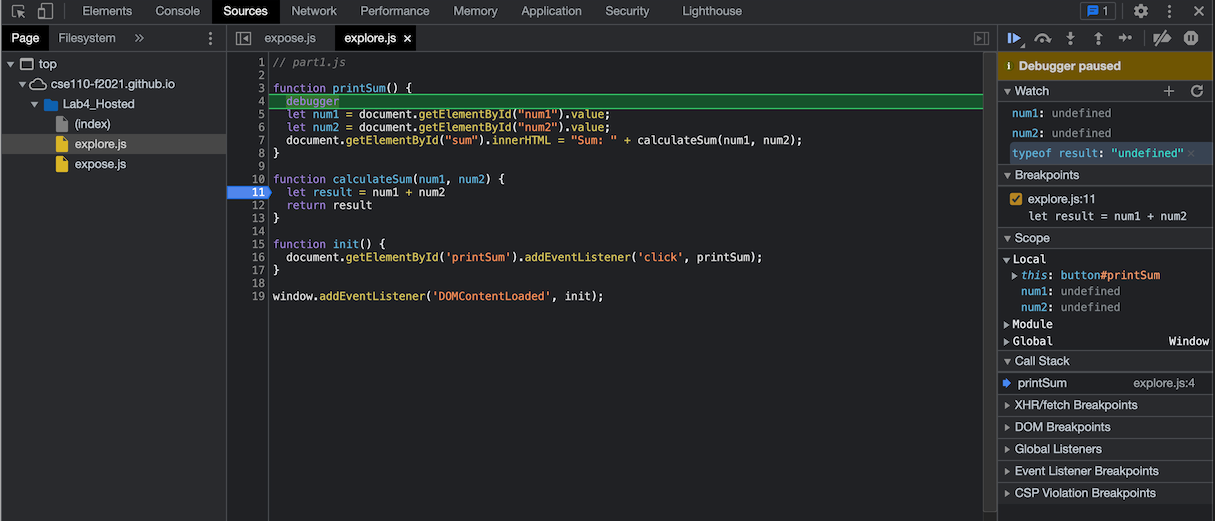 Elements Console Sources Network Performance Memory Application Security Lighthouse 1
Page Filesystem
top
cse110-f2021.github.io
Lab4_Hosted
(index)
explore.js
expose.js
expose.js explore.js
1 // part1.js
2
3 function printSum() {
4 debugger
5 let num1 = document.getElementById("num1").value;
6 let num2 = document.getElementById("num2").value;
7 document.getElementById("sum").innerHTML = "Sum: " + calculateSum(num1, num2);
8 }
9
10 function calculateSum(num1, num2) {
11 let result = num1 + num2
12 return result
13 }
14
15 function init() {
16 document.getElementById('printSum').addEventListener('click', printSum);
17 }
18
19 window.addEventListener('DOMContentLoaded', init);
Debugger paused
Watch
num1: undefined
num2: undefined
typeof result: "undefined"
Breakpoints
explore.js:11
let result = num1 + num2
Scope
Local
this: button#printSum
num1: undefined
num2: undefined
Module
Global Window
Call Stack
printSum explore.js:4
XHR/fetch Breakpoints
DOM Breakpoints
Global Listeners
Event Listener Breakpoints
CSP Violation Breakpoints